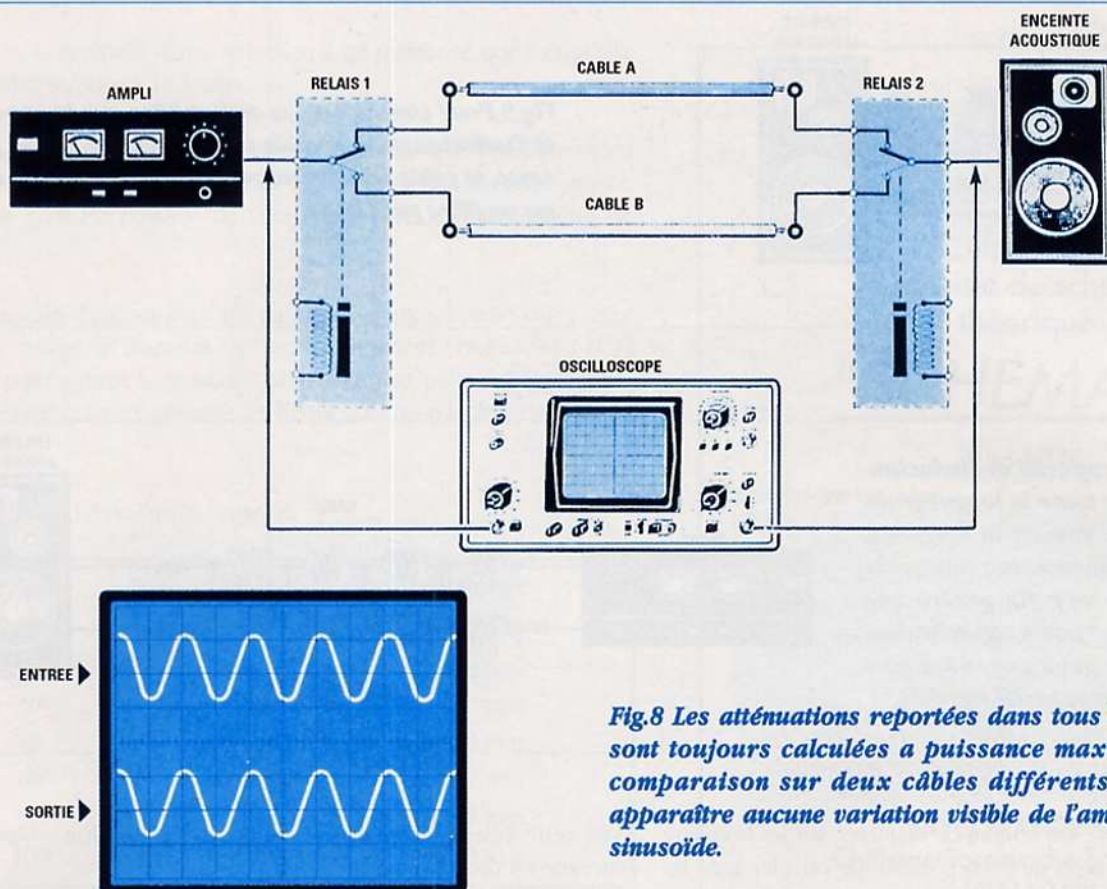 ENCEINTE
ACOUSTIQUE
AMPLI
RELAIS 1
CABLE A
RELAIS 2
CABLE B
OSCILLOSCOPE
ENTREE
SORTIE
Fig.8 Les atténuations reportées dans tous
sont toujours calculées a puissance max
comparaison sur deux câbles différents
apparaître aucune variation visible de l'am
sinusoïde.